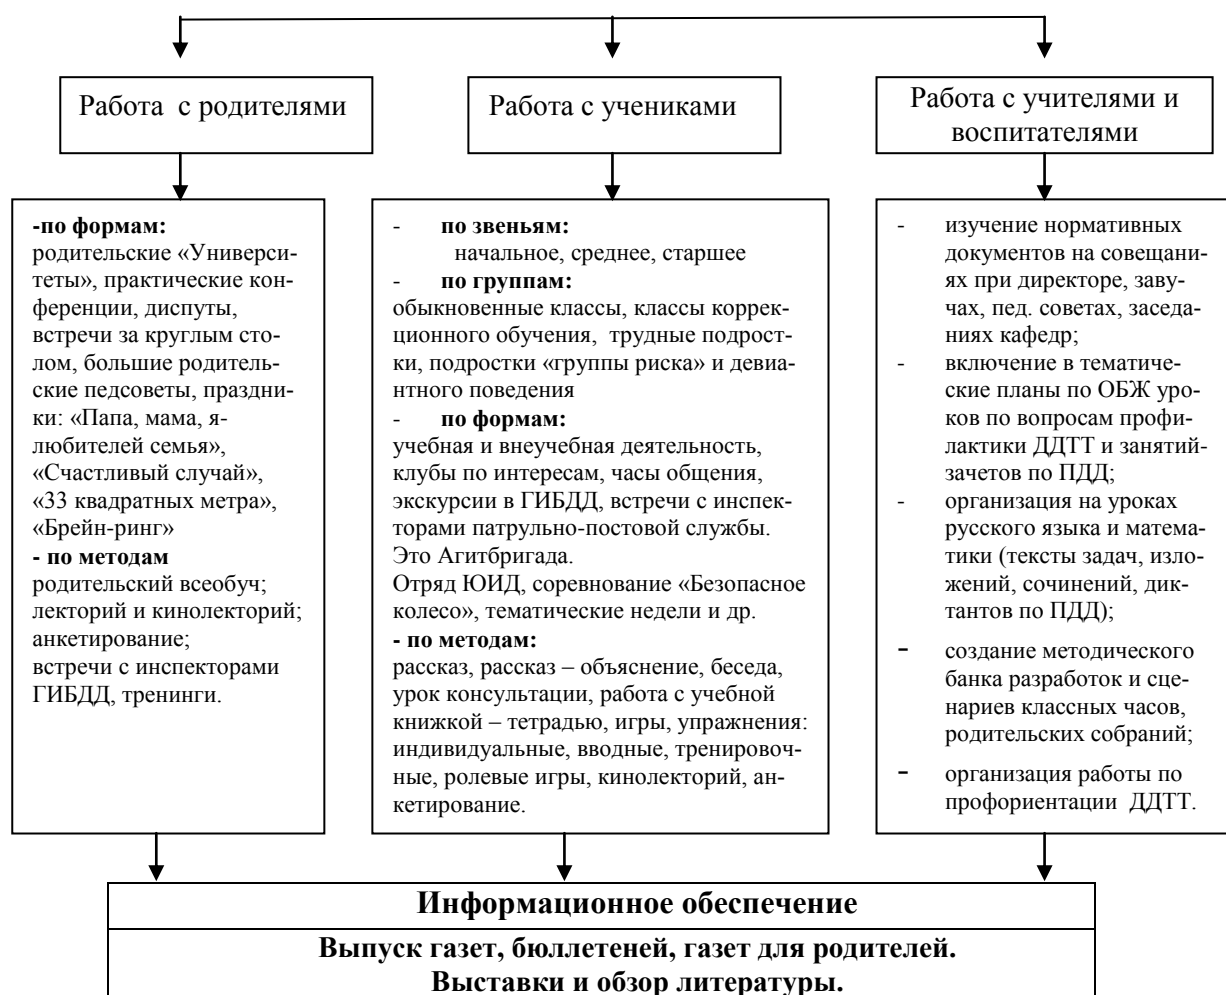 Работа с родителями
Работа с учениками
Работа с учителями и
воспитателями
-по формам:
родительские «Универси-
теты», практические кон-
ференции, диспуты,
встречи за круглым сто-
лом, большие родитель-
ские педсоветы, праздни-
ки: «Папа, мама, я-
любителей семья»,
«Счастливый случай»,
«33 квадратных метра»,
«Брейн-ринг»
- по методам
родительский всеобуч;
лекторий и кинолекторий;
анкетирование;
встречи с инспекторами
ГИБДД, тренинги.
- по звеньям:
начальное, среднее, старшее
- по группам:
обыкновенные классы, классы коррек-
ционного обучения, трудные подрост-
ки, подростки «группы риска» и девиа-
нтного поведения
- по формам:
учебная и внеучебная деятельность,
клубы по интересам, часы общения,
экскурсии в ГИБДД, встречи с инспек-
торами патрульно-постовой службы.
Это Агитбригада.
Отряд ЮИД, соревнование «Безопасное
колесо», тематические недели и др.
- по методам:
рассказ, рассказ – объяснение, беседа,
урок консультации, работа с учебной
книжкой – тетрадью, игры, упражнения:
индивидуальные, вводные, тренировоч-
ные, ролевые игры, кинолекторий, ан-
кетирование.
- изучение нормативных
документов на совещани-
ях при директоре, заву-
чах, пед. советах, заседа-
ниях кафедр;
- включение в тематиче-
ские планы по ОБЖ уро-
ков по вопросам профи-
лактики ДДТТ и занятий-
зачетов по ПДД;
- организация на уроках
русского языка и матема-
тики (тексты задач, изло-
жений, сочинений, дик-
тантов по ПДД);
- создание методического
банка разработок и сце-
нариев классных часов,
родительских собраний;
- организация работы по
профориентации ДДТТ.
Информационное обеспечение
Выпуск газет, бюллетеней, газет для родителей.
Выставки и обзор литературы.